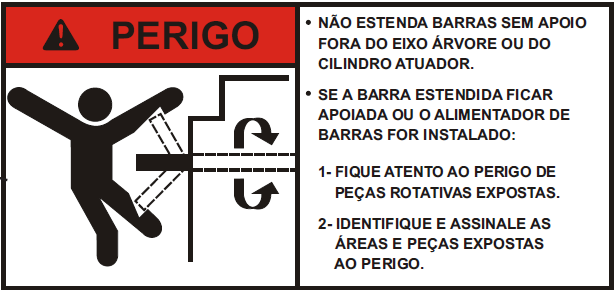 PERIGO
• NÃO ESTENDA BARRAS SEM APOIO
FORA DO EIXO ÁRVORE OU DO
CILINDRO ATUADOR.
• SE A BARRA ESTENDIDA FICAR
APOIADA OU O ALIMENTADOR DE
BARRAS FOR INSTALADO:
1- FIQUE ATENTO AO PERIGO DE
PEÇAS ROTATIVAS EXPOSTAS.
2- IDENTIFIQUE E ASSINALE AS
ÁREAS E PEÇAS EXPOSTAS
AO PERIGO.